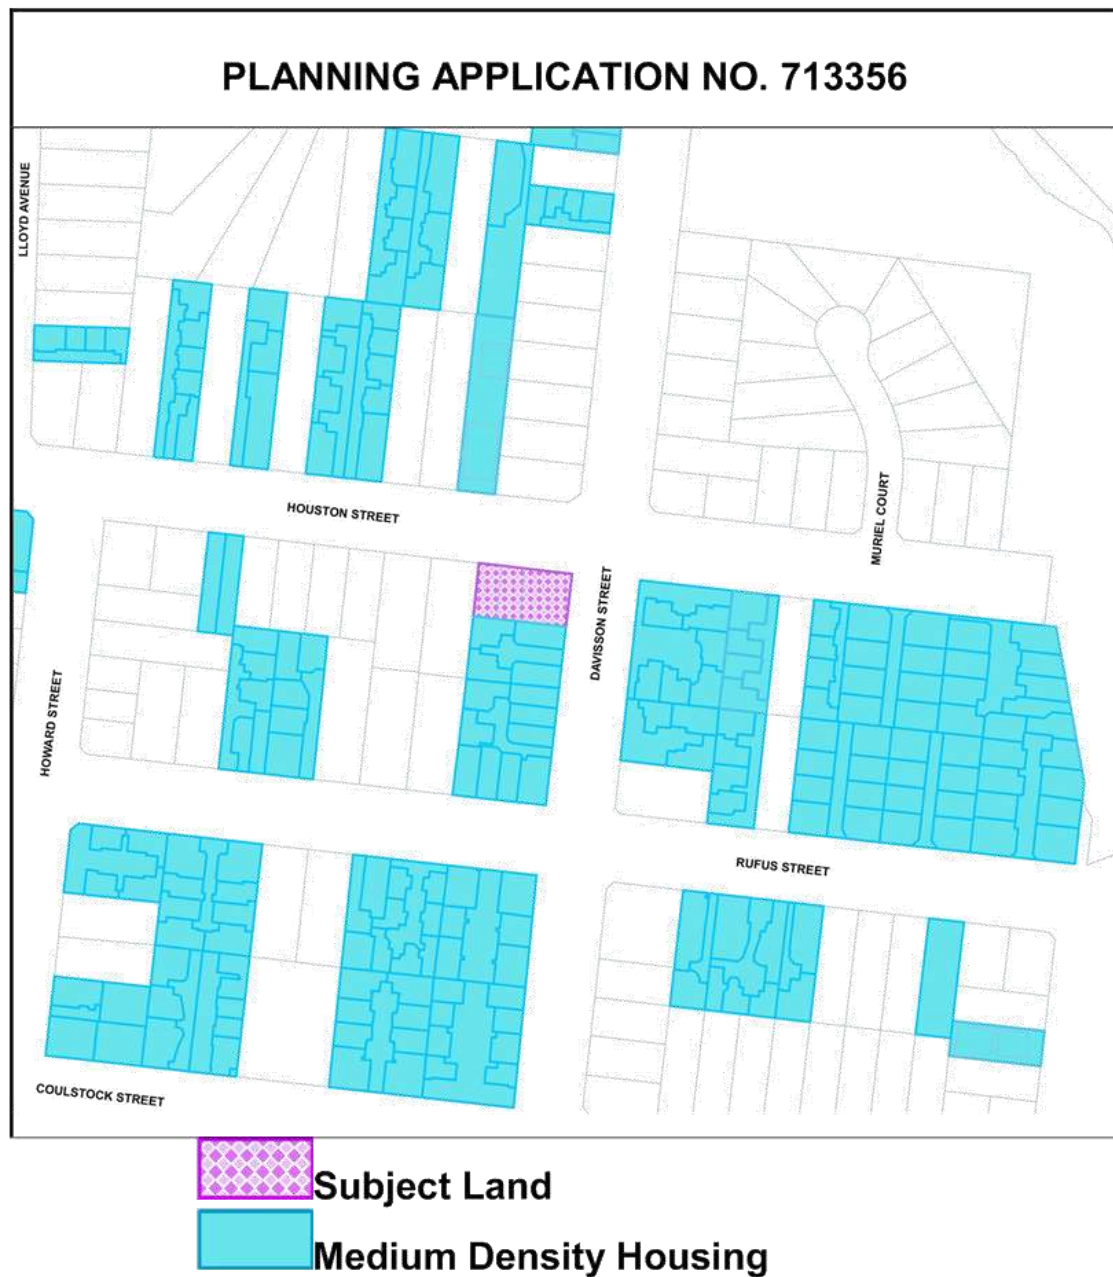 PLANNING APPLICATION NO. 713356
LLOYD AVENUE
HOUSTON STREET
MURIEL COURT
DAVISSON STREET
HOWARD STREET
RUFUS STREET
COULSTOCK STREET
Subject Land
Medium Density Housing